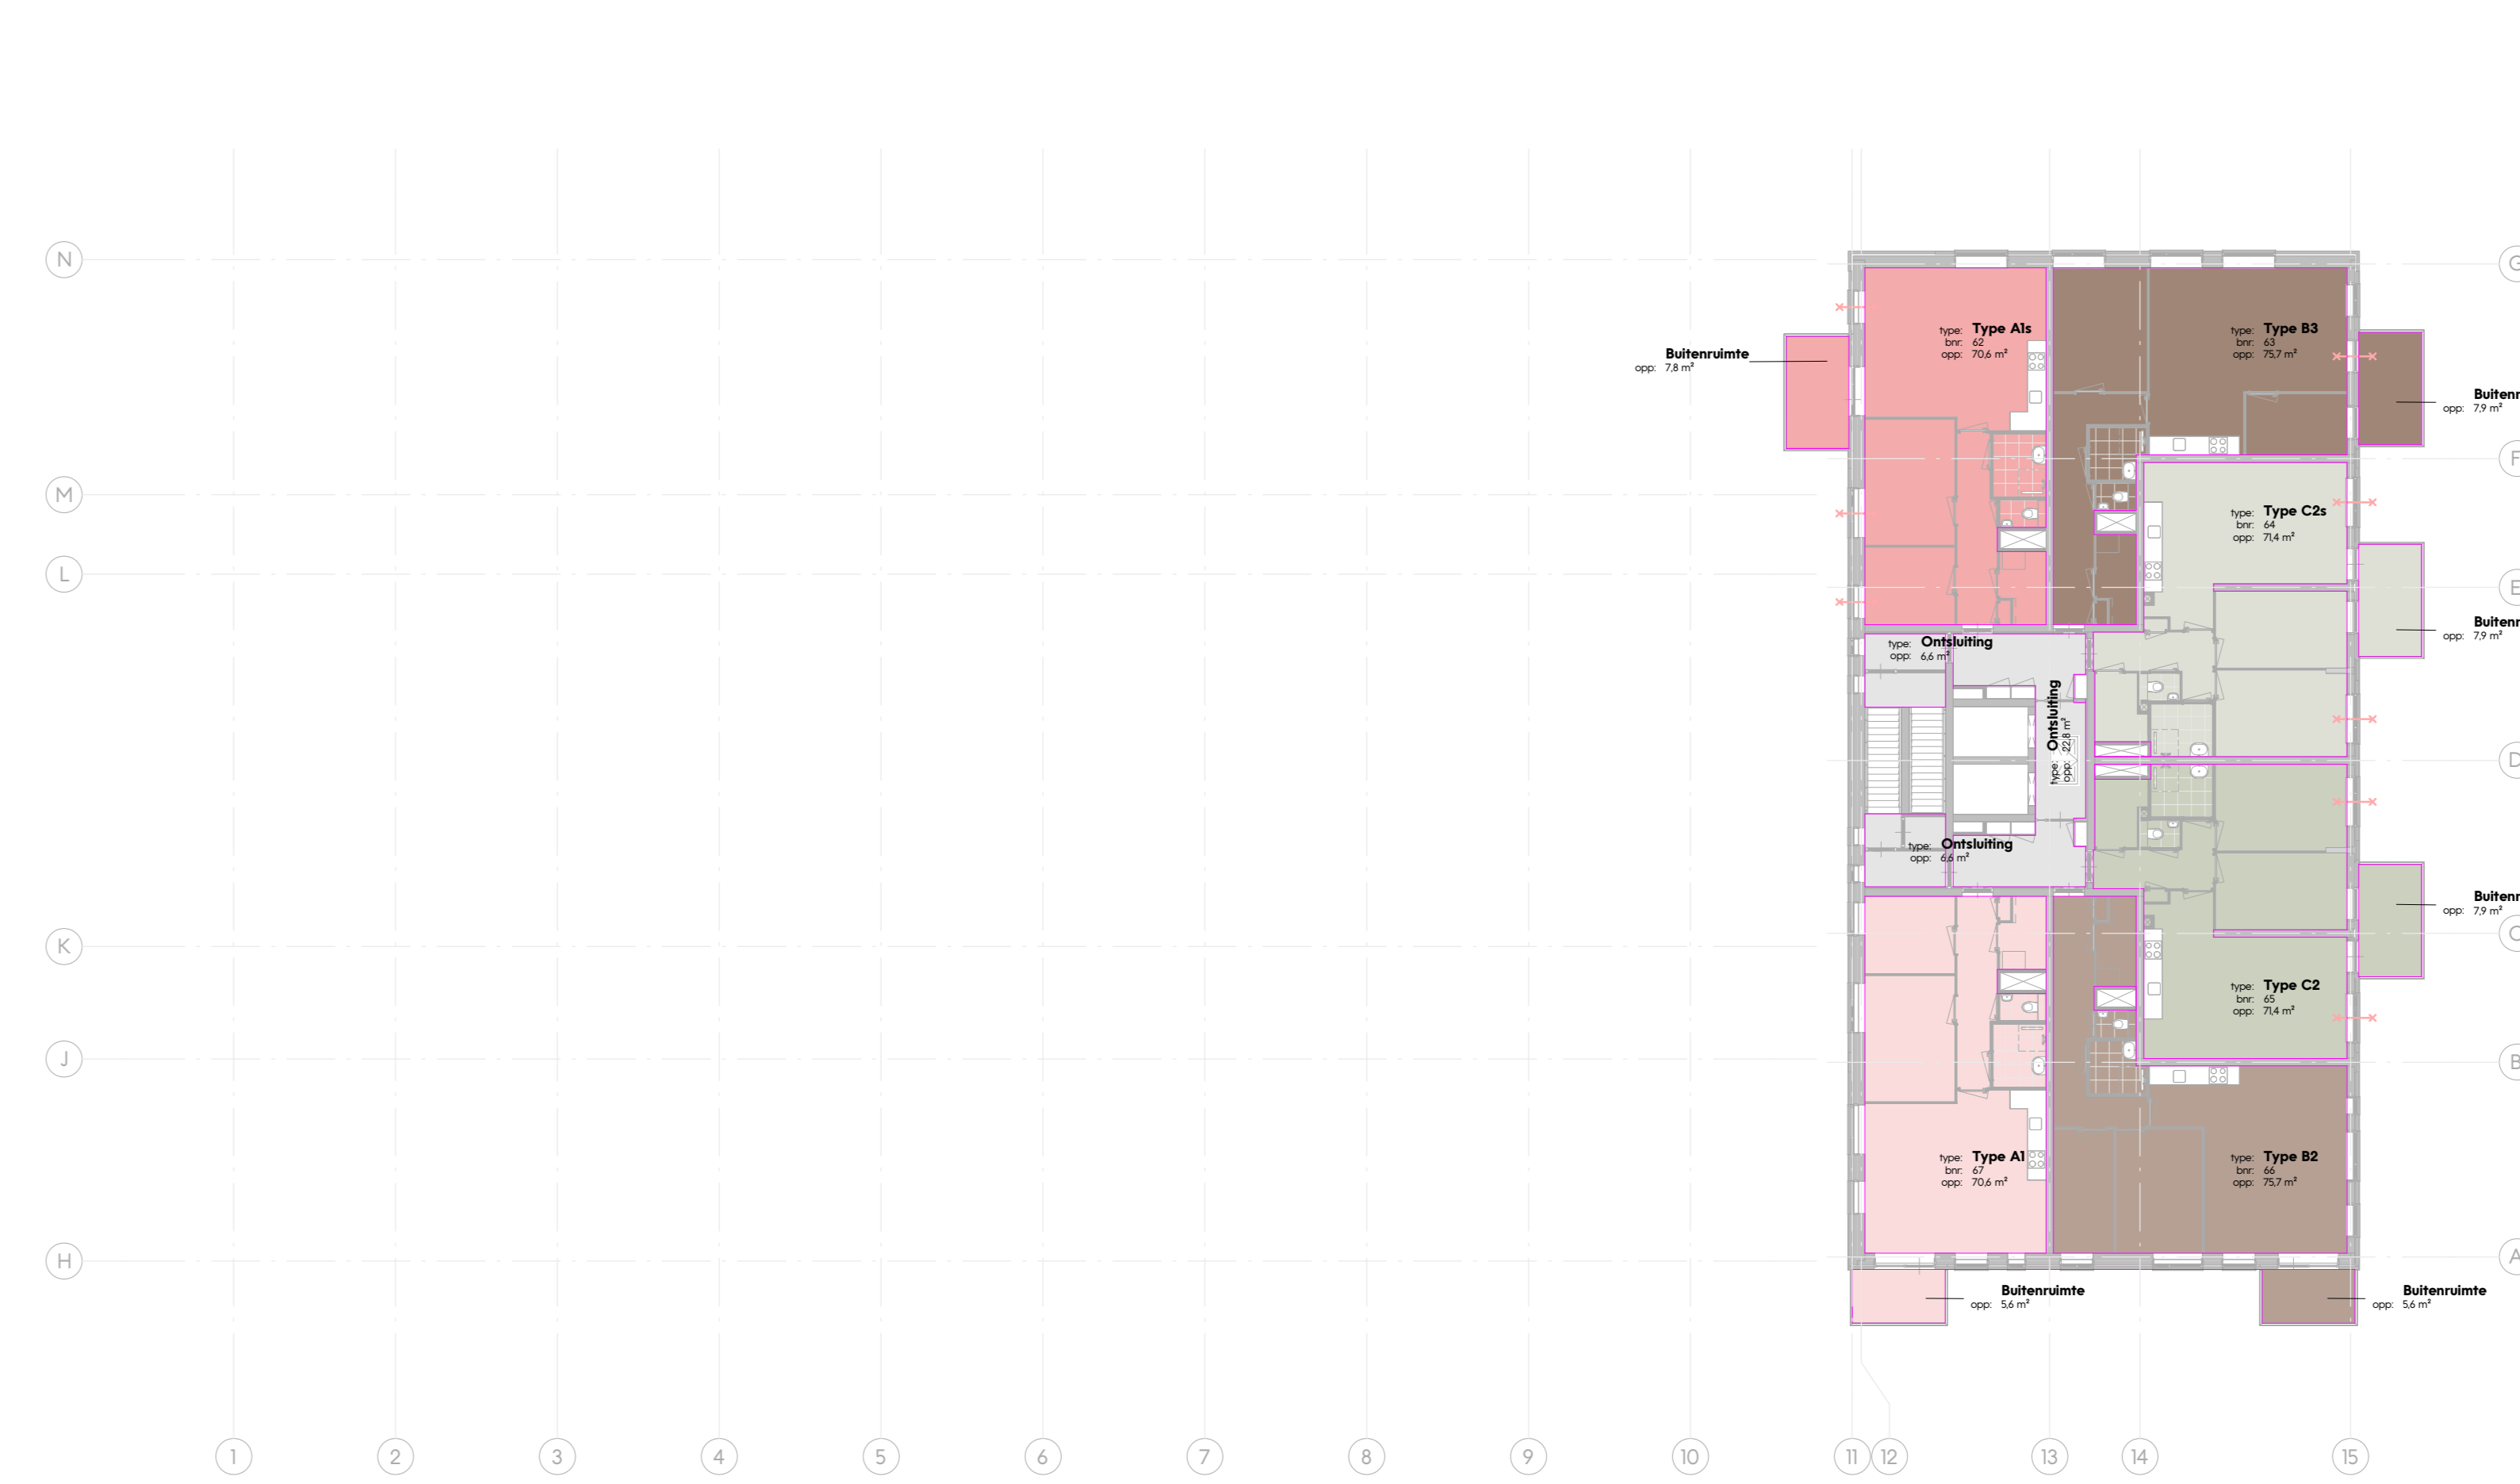 N
G
type: Type A1s
bnr: 62
opp: 70,6 m²
type: Type B3
bnr: 63
opp: 75,7 m²
Buitenruimte
opp: 7,8 m²
opp: 7,9 m²
F
M
type: Type C2s
bnr: 64
opp: 71,4 m²
L
E
opp: 7,9 m²
type: Ontsluiting
opp: 6,6 m²
type: Ontsluiting
opp: 22,8 m²
D
type: Ontsluiting
opp: 6,6 m²
opp: 7,9 m²
K
C
type: Type C2
bnr: 65
opp: 71,4 m²
J
B
type: Type A1
bnr: 67
opp: 70,6 m²
type: Type B2
bnr: 66
opp: 75,7 m²
H
A
Buitenruimte
opp: 5,6 m²
Buitenruimte
opp: 5,6 m²
1 2 3 4 5 6 7 8 9 10 11 12 13 14 15